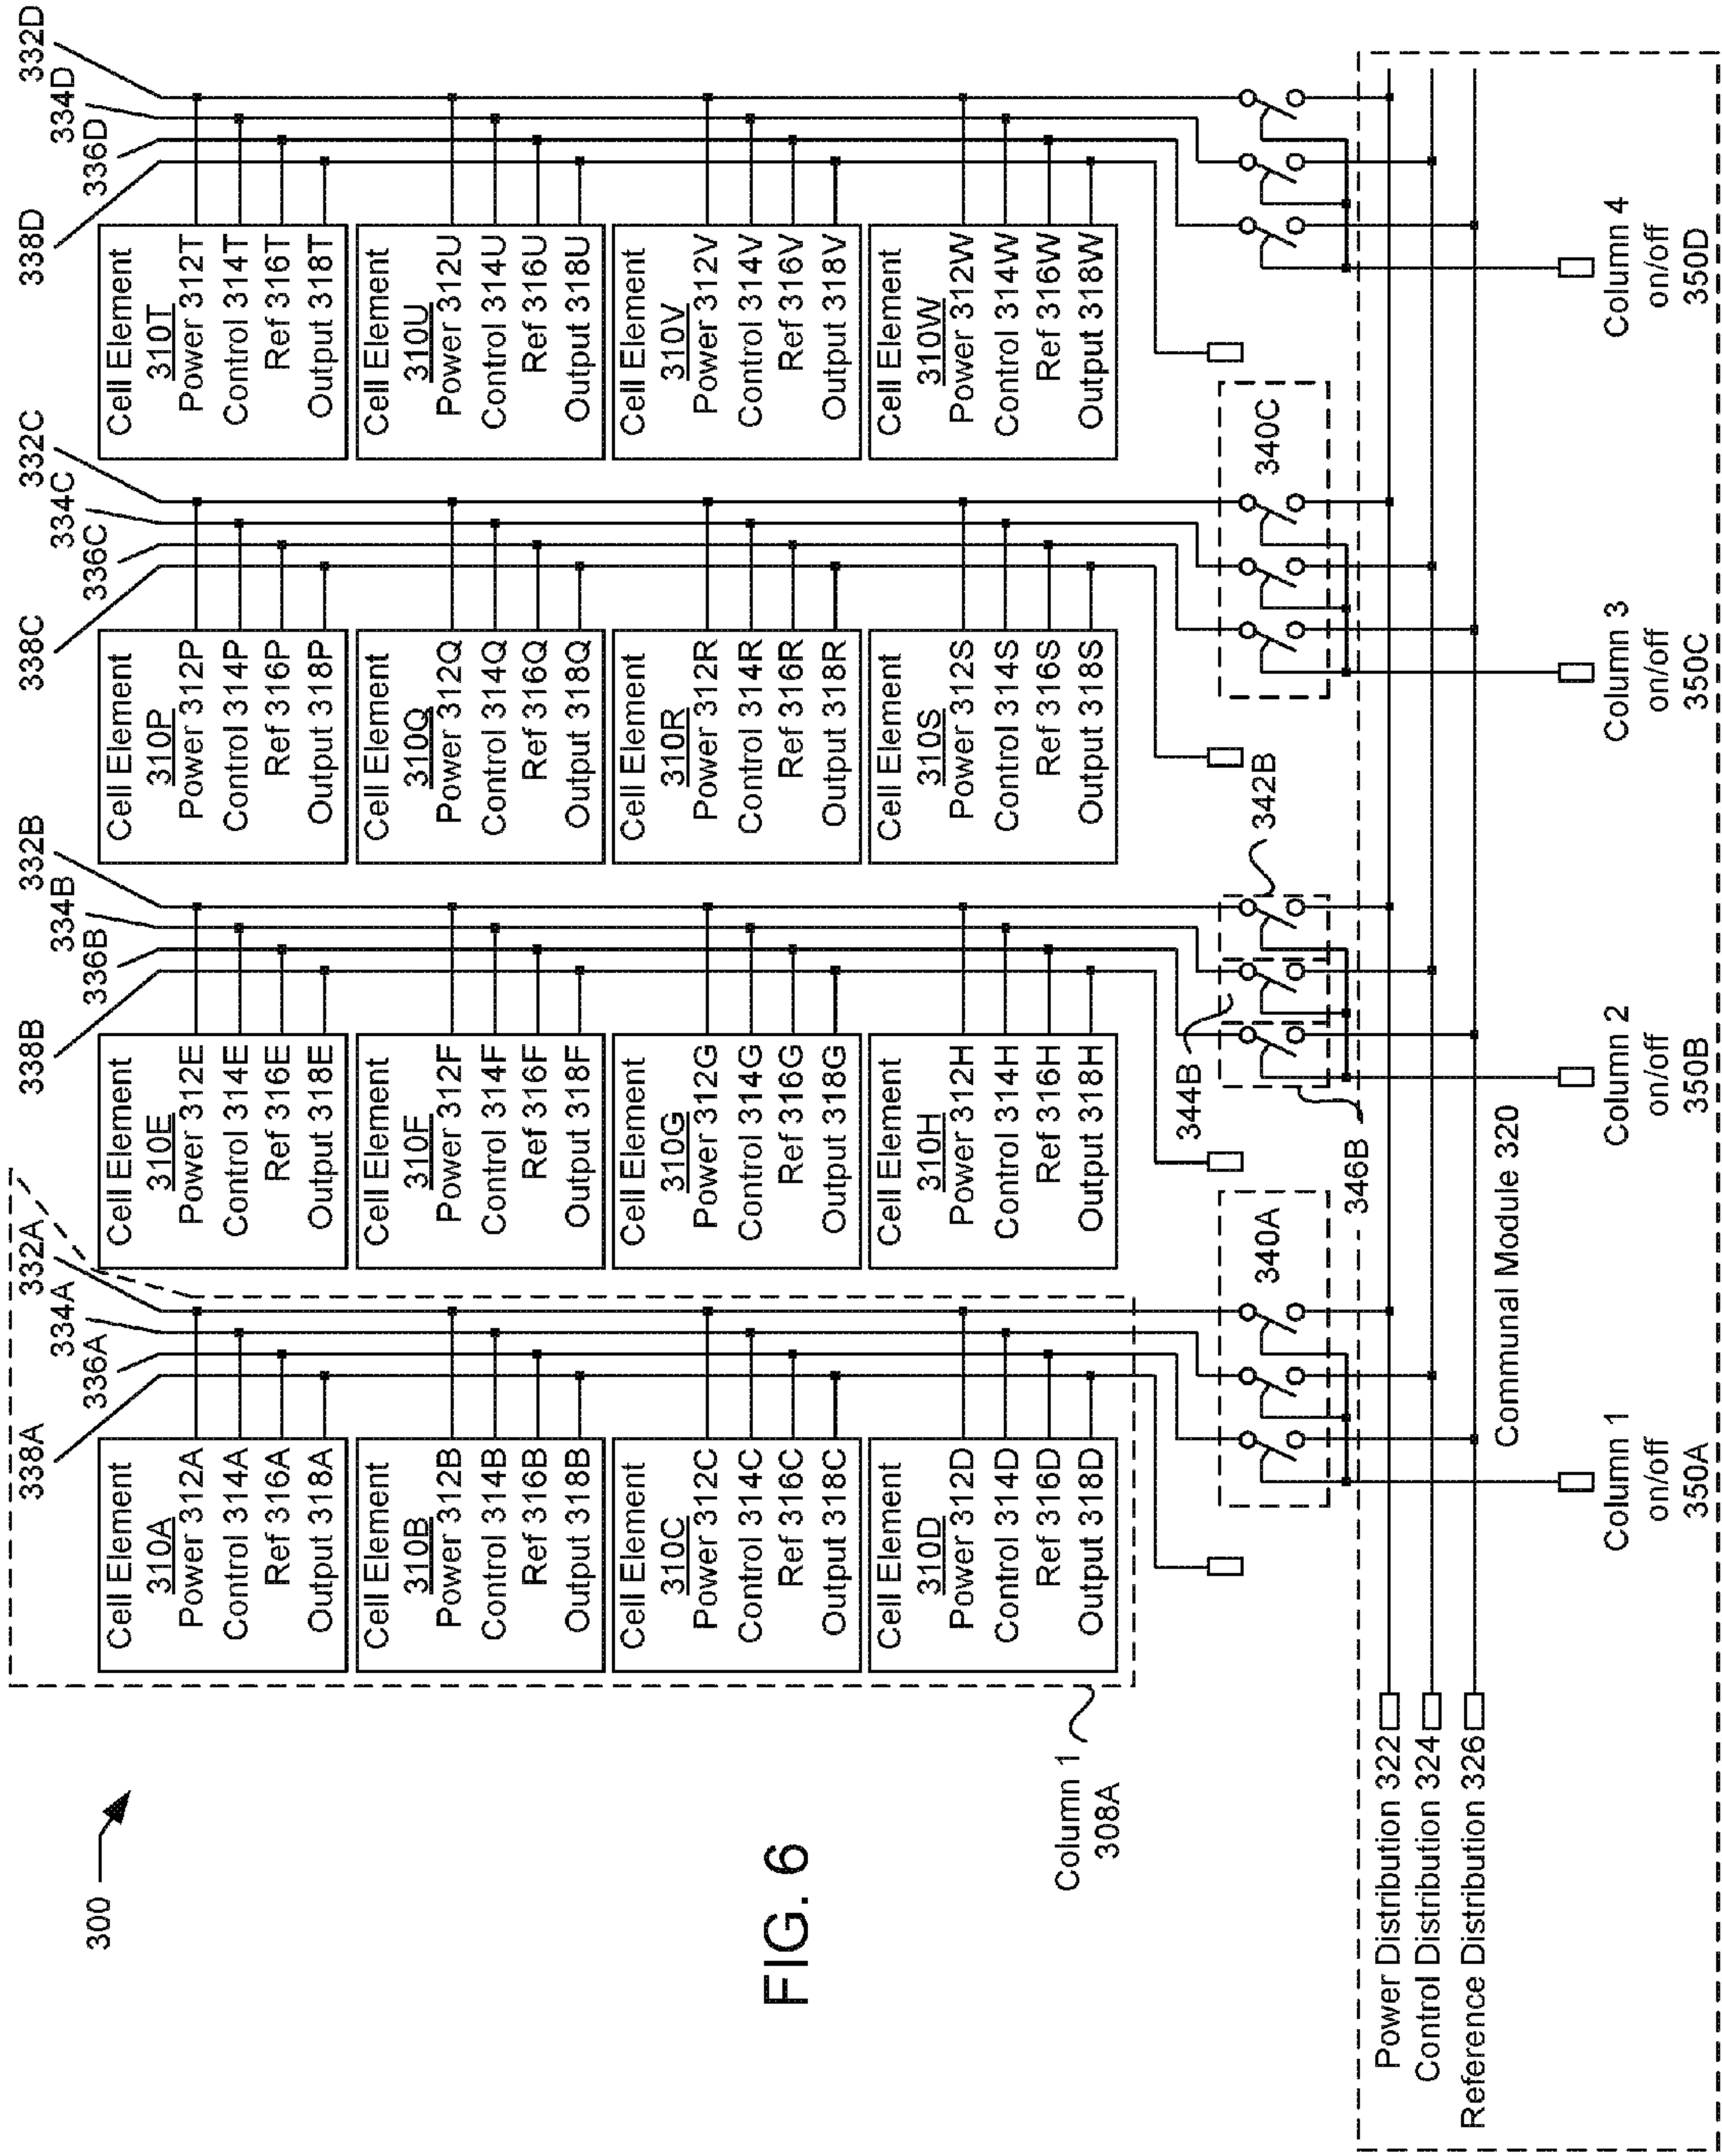 300
FIG. 6
338A
336A
334A
332A
338B
336B
334B
332B
338C
336C
334C
332C
338D
336D
334D
332D
Cell Element
310A
Power 312A
Control 314A
Ref 316A
Output 318A
Cell Element
310E
Power 312E
Control 314E
Ref 316E
Output 318E
Cell Element
310P
Power 312P
Control 314P
Ref 316P
Output 318P
Cell Element
310T
Power 312T
Control 314T
Ref 316T
Output 318T
Cell Element
310B
Power 312B
Control 314B
Ref 316B
Output 318B
Cell Element
310F
Power 312F
Control 314F
Ref 316F
Output 318F
Cell Element
310Q
Power 312Q
Control 314Q
Ref 316Q
Output 318Q
Cell Element
310U
Power 312U
Control 314U
Ref 316U
Output 318U
Cell Element
310C
Power 312C
Control 314C
Ref 316C
Output 318C
Cell Element
310G
Power 312G
Control 314G
Ref 316G
Output 318G
Cell Element
310R
Power 312R
Control 314R
Ref 316R
Output 318R
Cell Element
310V
Power 312V
Control 314V
Ref 316V
Output 318V
Cell Element
310D
Power 312D
Control 314D
Ref 316D
Output 318D
Cell Element
310H
Power 312H
Control 314H
Ref 316H
Output 318H
Cell Element
310S
Power 312S
Control 314S
Ref 316S
Output 318S
Cell Element
310W
Power 312W
Control 314W
Ref 316W
Output 318W
Column 1
308A
340A
344B
342B
346B
340C
Power Distribution 322
Control Distribution 324
Reference Distribution 326
Communal Module 320
Column 1
on/off
350A
Column 2
on/off
350B
Column 3
on/off
350C
Column 4
on/off
350D